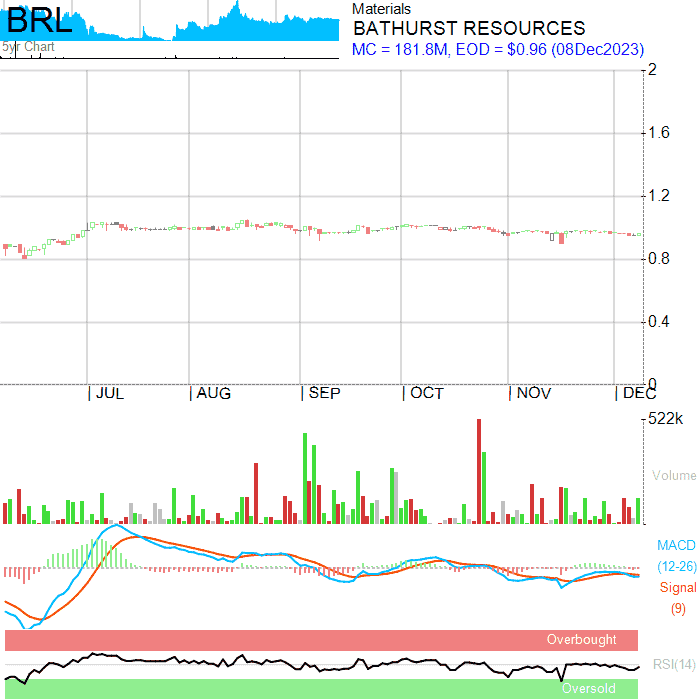 BRL
5yr Chart
Materials
BATHURST RESOURCES
MC = 181.8M, EOD = $0.96 (08Dec2023)
2
1.6
1.2
0.8
0.4
0
JUL AUG SEP OCT NOV DEC
522k
Volume
MACD
(12-26)
Signal
(9)
Overbought
RSI(14)
Oversold